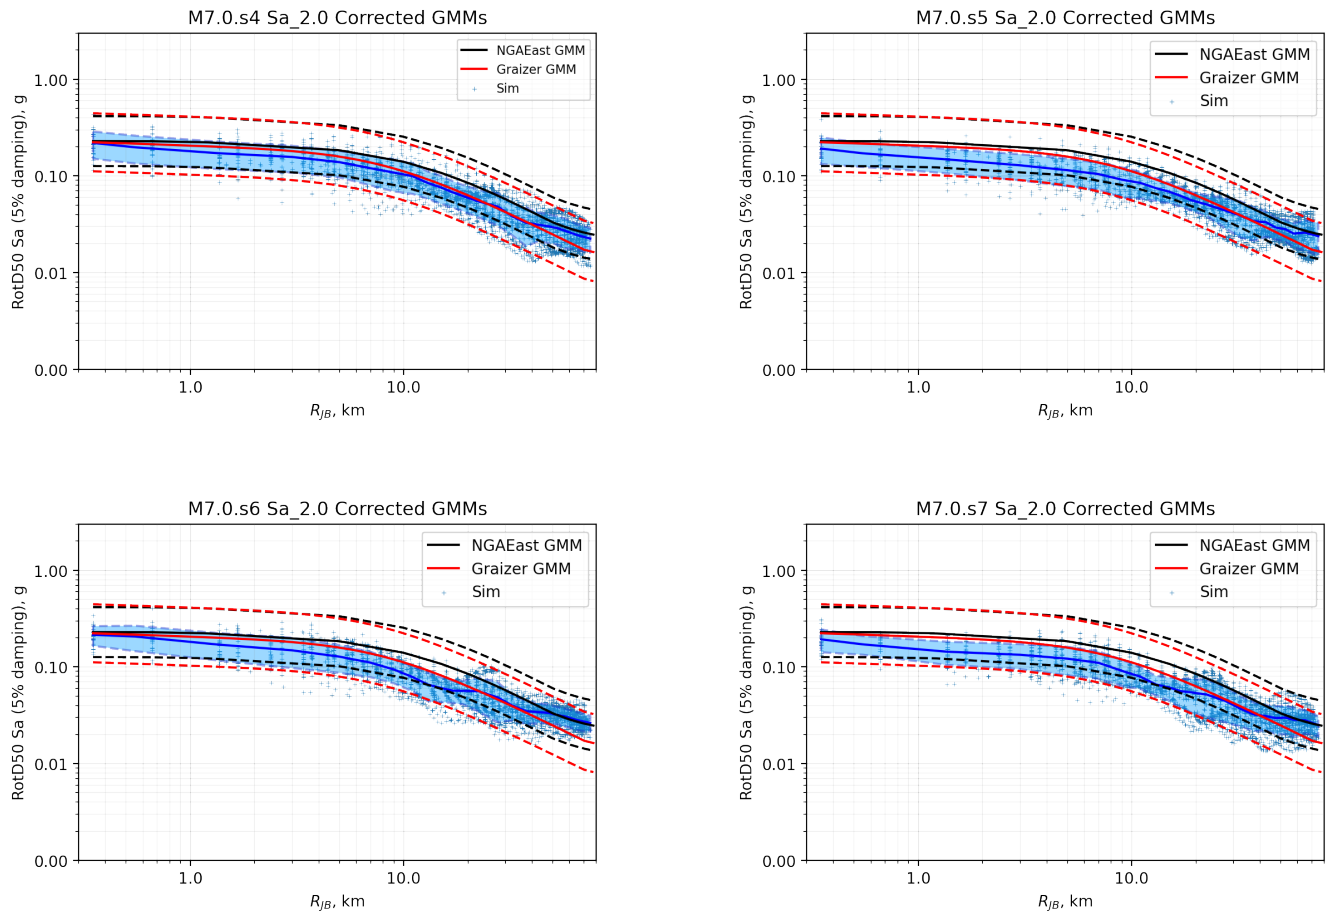 M7.0.s4 Sa_2.0 Corrected GMMs
NGAEast GMM
Graizer GMM
Sim
1.00
0.10
0.01
0.00
RotD50 Sa (5% damping), g
1.0
10.0
R_JB, km
M7.0.s5 Sa_2.0 Corrected GMMs
NGAEast GMM
Graizer GMM
Sim
1.00
0.10
0.01
0.00
RotD50 Sa (5% damping), g
1.0
10.0
R_JB, km
M7.0.s6 Sa_2.0 Corrected GMMs
NGAEast GMM
Graizer GMM
Sim
1.00
0.10
0.01
0.00
RotD50 Sa (5% damping), g
1.0
10.0
R_JB, km
M7.0.s7 Sa_2.0 Corrected GMMs
NGAEast GMM
Graizer GMM
Sim
1.00
0.10
0.01
0.00
RotD50 Sa (5% damping), g
1.0
10.0
R_JB, km